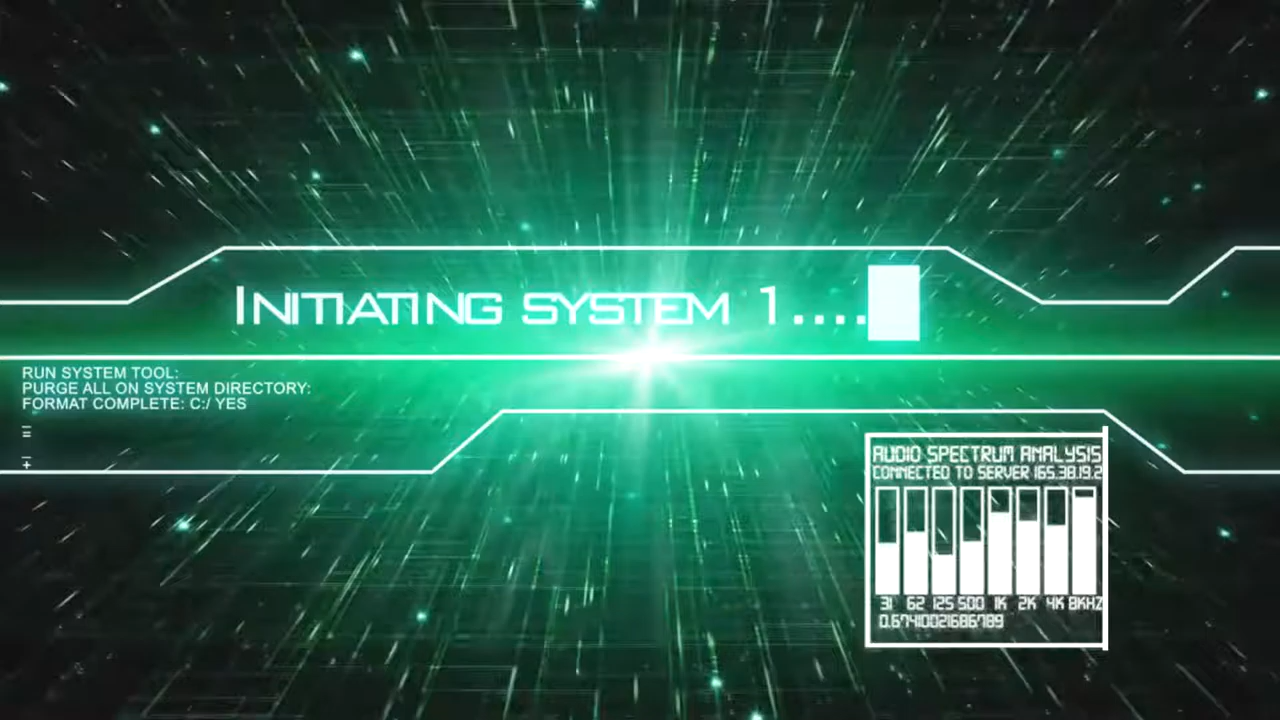 INITIATING SYSTEM 1....
RUN SYSTEM TOOL:
PURGE ALL ON SYSTEM DIRECTORY:
FORMAT COMPLETE: C:/ YES
AUDIO SPECTRUM ANALYSIS
CONNECTED TO SERVER 165.38.19.2
31 62 125 500 1K 2K 4K 8KHZ
0.67410021686789